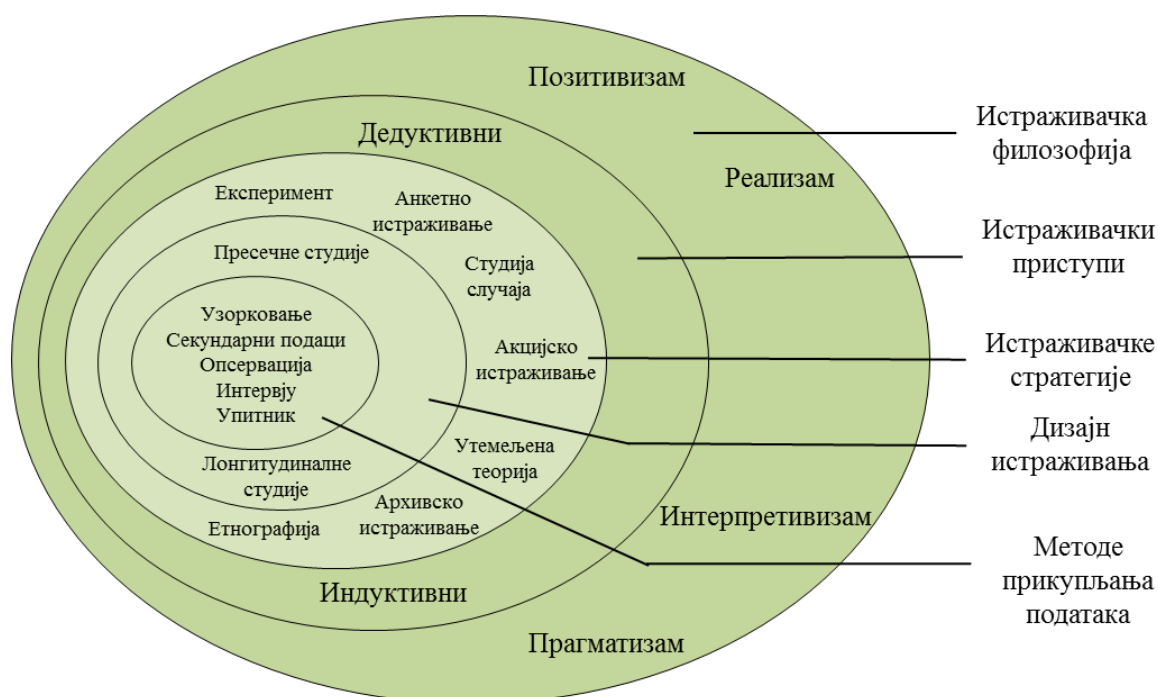 Позитивизам
Истраживачка
филозофија
Дедуктивни
Реализам
Експеримент
Анкетно
истраживање
Истраживачки
приступи
Пресечне студије
Студија
случаја
Узорковање
Секундарни подаци
Опсервација
Интервју
Упитник
Акцијско
истраживање
Истраживачке
стратегије
Дизајн
истраживања
Утемељена
теорија
Лонгитудиналне
студије
Архивско
истраживање
Етнографија
Интерпретивизам
Методе
прикупљања
података
Индуктивни
Прагматизам